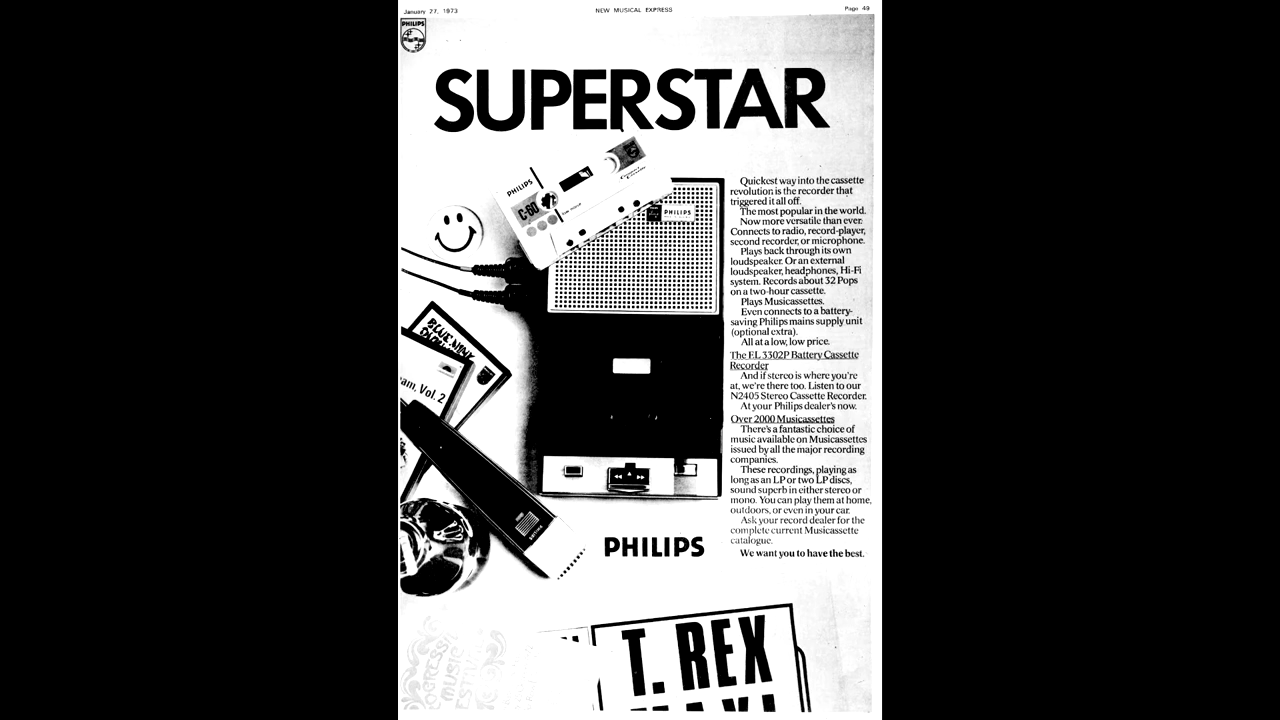 January 27, 1973
NEW MUSICAL EXPRESS
Page 49
PHILIPS
SUPERSTAR
PHILIPS
C-60
PHILIPS
Quickest way into the cassette
revolution is the recorder that
triggered it all off.
The most popular in the world.
Now more versatile than ever.
Connects to radio, record-player,
second recorder, or microphone.
Plays back through its own
loudspeaker. Or an external
loudspeaker, headphones, Hi-Fi
system. Records about 32 Pops
on a two-hour cassette.
Plays Musicassettes.
Even connects to a battery-
saving Philips mains supply unit
(optional extra).
All at a low, low price.
The EL 3302P Battery Cassette
Recorder
And if stereo is where you're
at, we're there too. Listen to our
N2405 Stereo Cassette Recorder.
At your Philips dealer's now.
Over 2000 Musicassettes
There's a fantastic choice of
music available on Musicassettes
issued by all the major recording
companies.
These recordings, playing as
long as an LP or two LP discs,
sound superb in either stereo or
mono. You can play them at home,
outdoors, or even in your car.
Ask your record dealer for the
complete current Musicassette
catalogue.
We want you to have the best.
BLUE MINK
am, Vol. 2
PHILIPS
PHILIPS
OGRESSI
MUSIC
EST
T. REX
MAXI